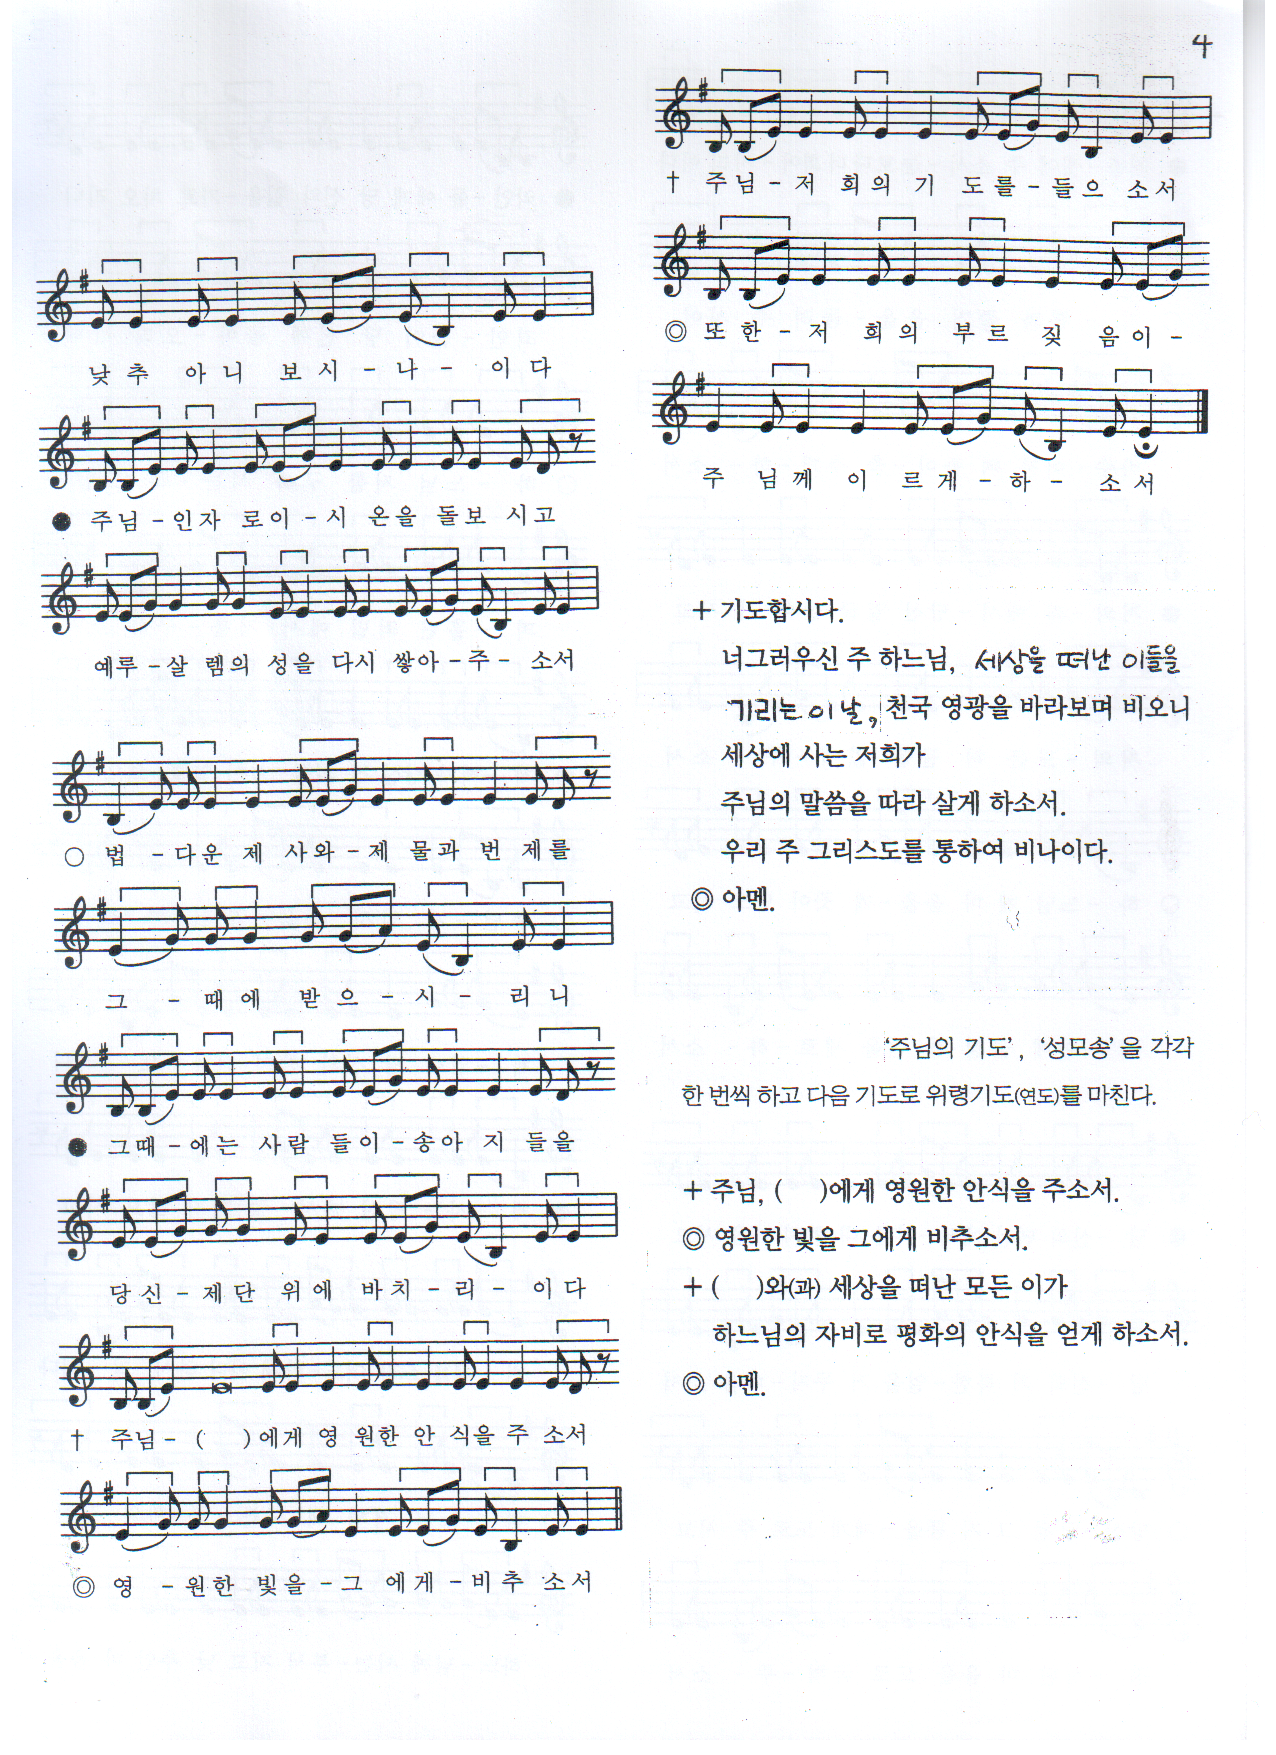 4
낮 추 아 니 보 시 - 나 - 이 다
● 주 님 - 인 자 로 이 - 시 온 을 돌 보 시 고
예 루 - 살 렘 의 성 을 다 시 쌓 아 - 주 - 소 서
○ 법 - 다 운 제 사 와 - 제 물 과 번 제 를
그 - 때 에 받 으 - 시 - 리 니
● 그 때 - 에 는 사 람 들 이 - 송 아 지 들 을
당 신 - 제 단 위 에 바 치 - 리 - 이 다
† 주 님 - ( ) 에 게 영 원 한 안 식 을 주 소 서
◎ 영 - 원 한 빛 을 - 그 에 게 - 비 추 소 서
† 주 님 - 저 희 의 기 도 를 - 들 으 소 서
◎ 또 한 - 저 희 의 부 르 짖 음 이 -
주 님 께 이 르 게 - 하 - 소 서
+ 기도합시다.
너그러우신 주 하느님, 세상을 떠난 이들을
기리는 이 날, 천국 영광을 바라보며 비오니
세상에 사는 저희가
주님의 말씀을 따라 살게 하소서.
우리 주 그리스도를 통하여 비나이다.
◎ 아멘.
‘주님의 기도’, ‘성모송’을 각각
한 번씩 하고 다음 기도로 위령기도(연도)를 마친다.
+ 주님, ( )에게 영원한 안식을 주소서.
◎ 영원한 빛을 그에게 비추소서.
+ ( )와(과) 세상을 떠난 모든 이가
하느님의 자비로 평화의 안식을 얻게 하소서.
◎ 아멘.